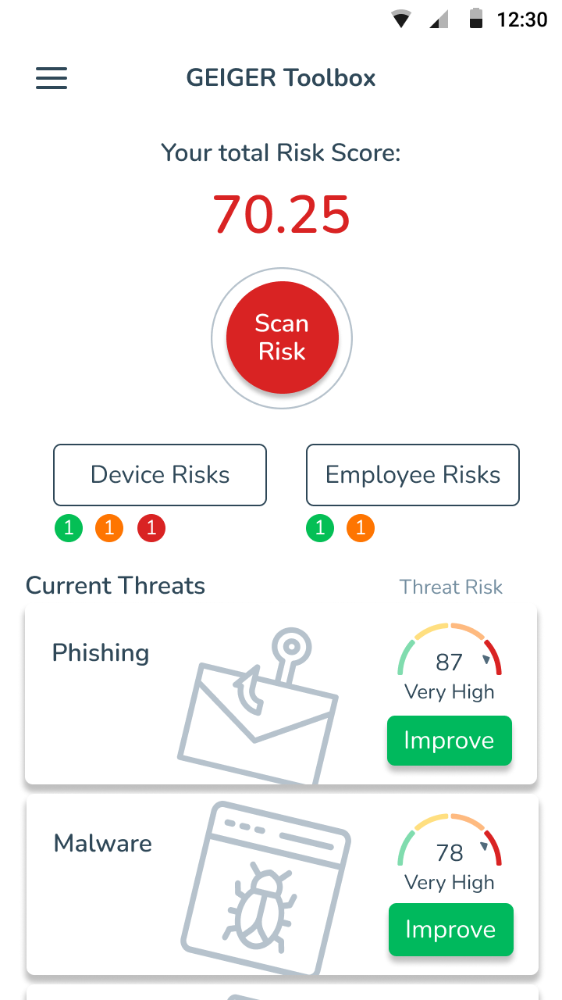 12:30
GEIGER Toolbox
Your total Risk Score:
70.25
Scan
Risk
Device Risks
Employee Risks
1 1 1
1 1
Current Threats
Threat Risk
Phishing
87
Very High
Improve
Malware
78
Very High
Improve